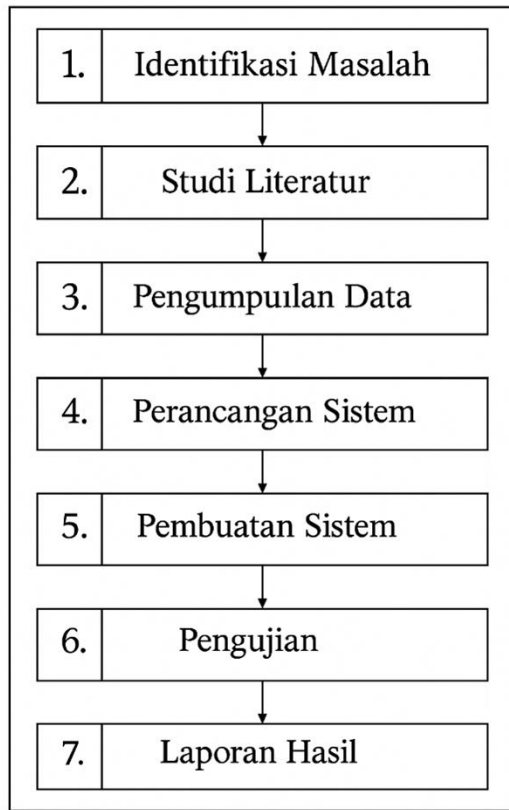 1. Identifikasi Masalah
2. Studi Literatur
3. Pengumpuılan Data
4. Perancangan Sistem
5. Pembuatan Sistem
6. Pengujian
7. Laporan Hasil